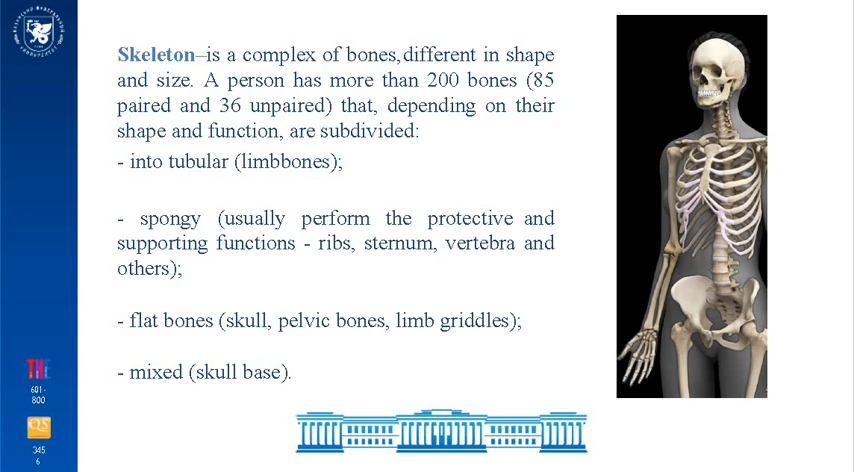 Skeleton–is a complex of bones,different in shape
and size. A person has more than 200 bones (85
paired and 36 unpaired) that, depending on their
shape and function, are subdivided:
- into tubular (limbbones);
- spongy (usually perform the protective and
supporting functions - ribs, sternum, vertebra and
others);
- flat bones (skull, pelvic bones, limb griddles);
- mixed (skull base).
THE
601-
800
QS
345
6